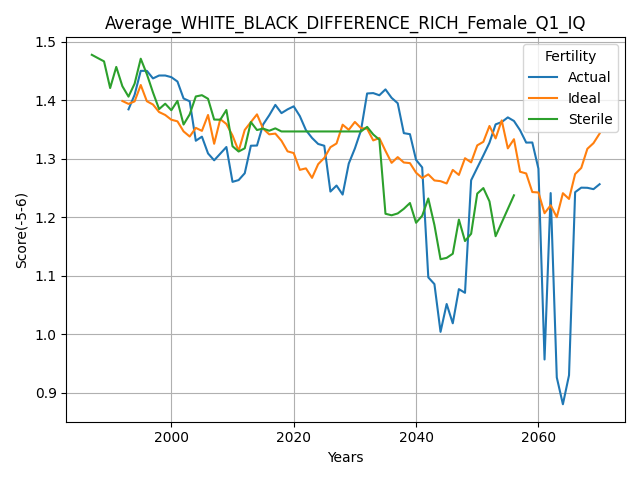 Average_WHITE_BLACK_DIFFERENCE_RICH_Female_Q1_IQ
1.5
1.4
1.3
1.2
1.1
1.0
0.9
Score(-5-6)
2000
2020
2040
2060
Years
Fertility
Actual
Ideal
Sterile